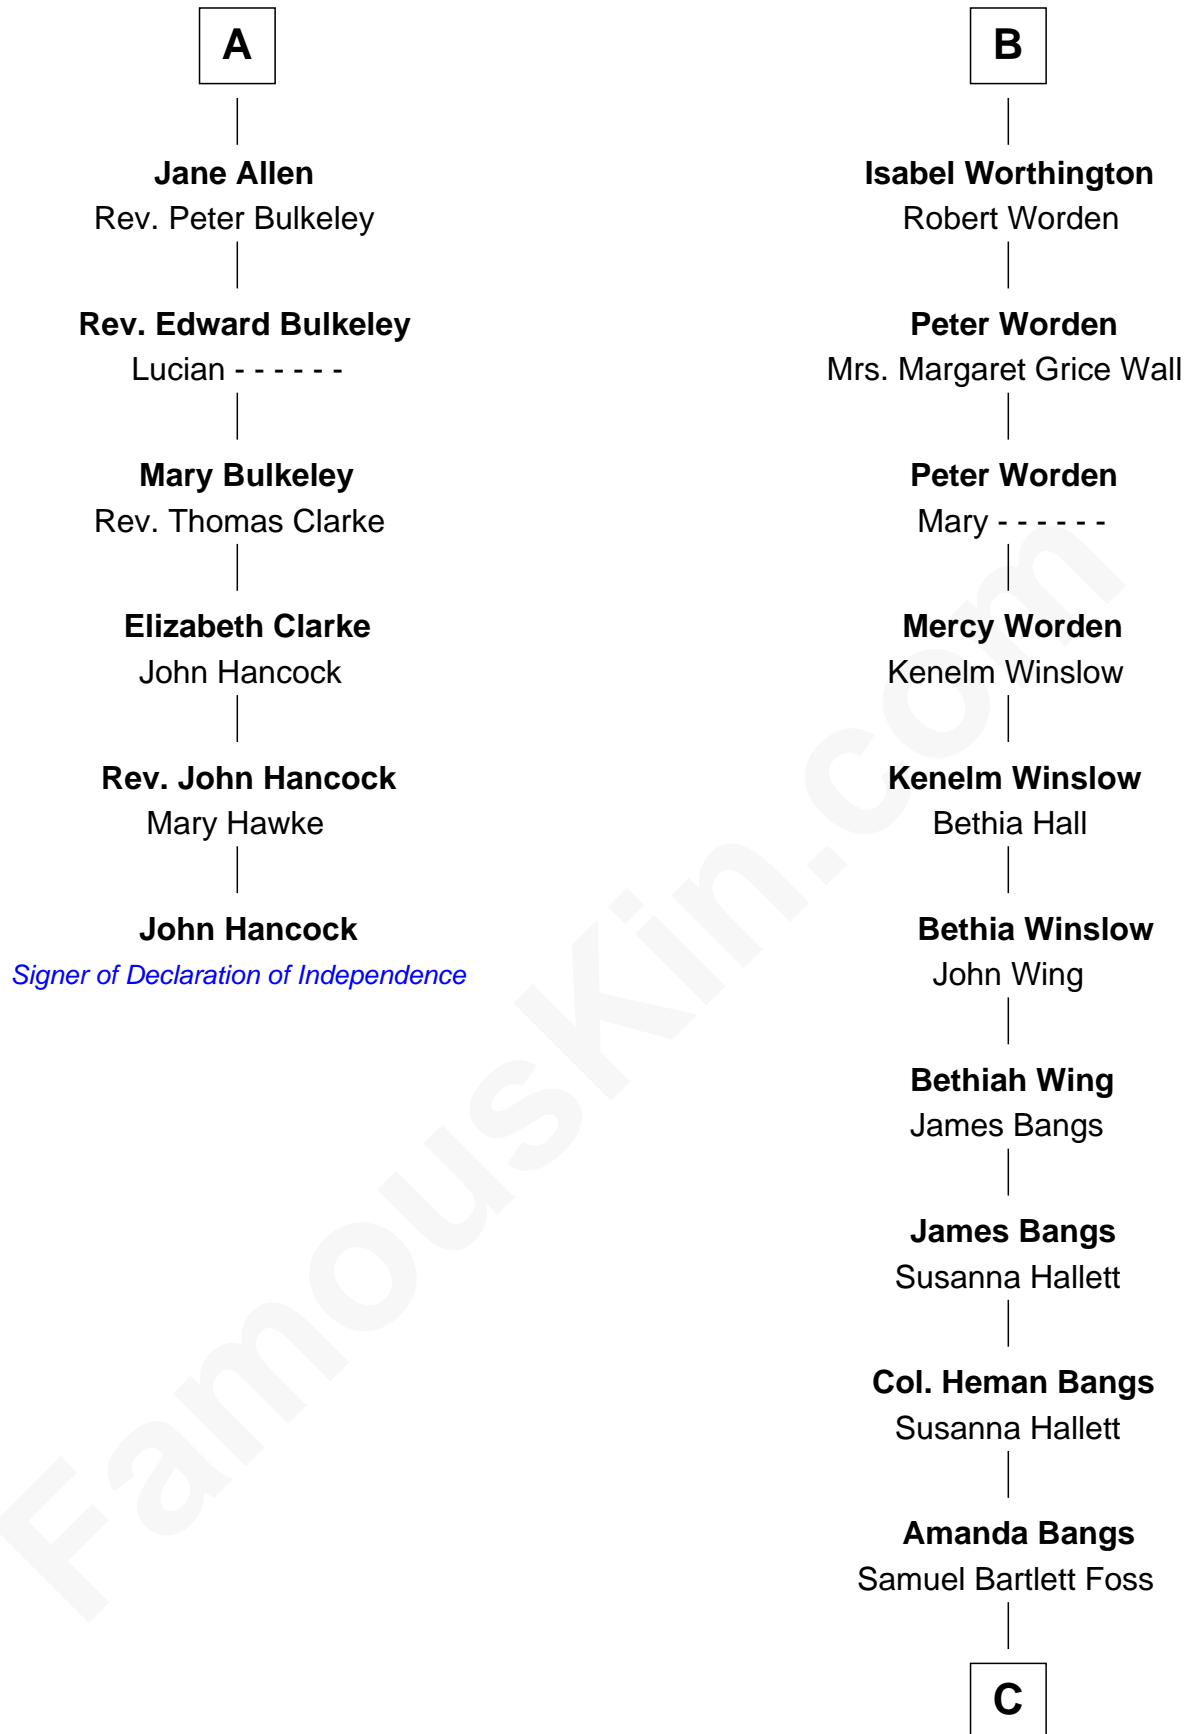 A
Jane Allen
Rev. Peter Bulkeley
Rev. Edward Bulkeley
Lucian - - - - - -
Mary Bulkeley
Rev. Thomas Clarke
Elizabeth Clarke
John Hancock
Rev. John Hancock
Mary Hawke
John Hancock
Signer of Declaration of Independence
B
Isabel Worthington
Robert Worden
Peter Worden
Mrs. Margaret Grice Wall
Peter Worden
Mary - - - - - -
Mercy Worden
Kenelm Winslow
Kenelm Winslow
Bethia Hall
Bethia Winslow
John Wing
Bethiah Wing
James Bangs
James Bangs
Susanna Hallett
Col. Heman Bangs
Susanna Hallett
Amanda Bangs
Samuel Bartlett Foss
C
FamousKin.com